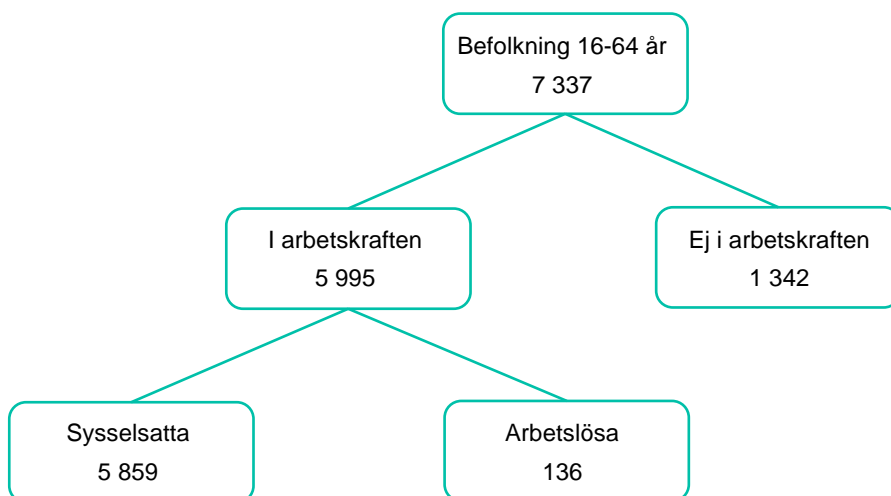 Befolkning 16-64 år
7 337
I arbetskraften
5 995
Ej i arbetskraften
1 342
Sysselsatta
5 859
Arbetslösa
136